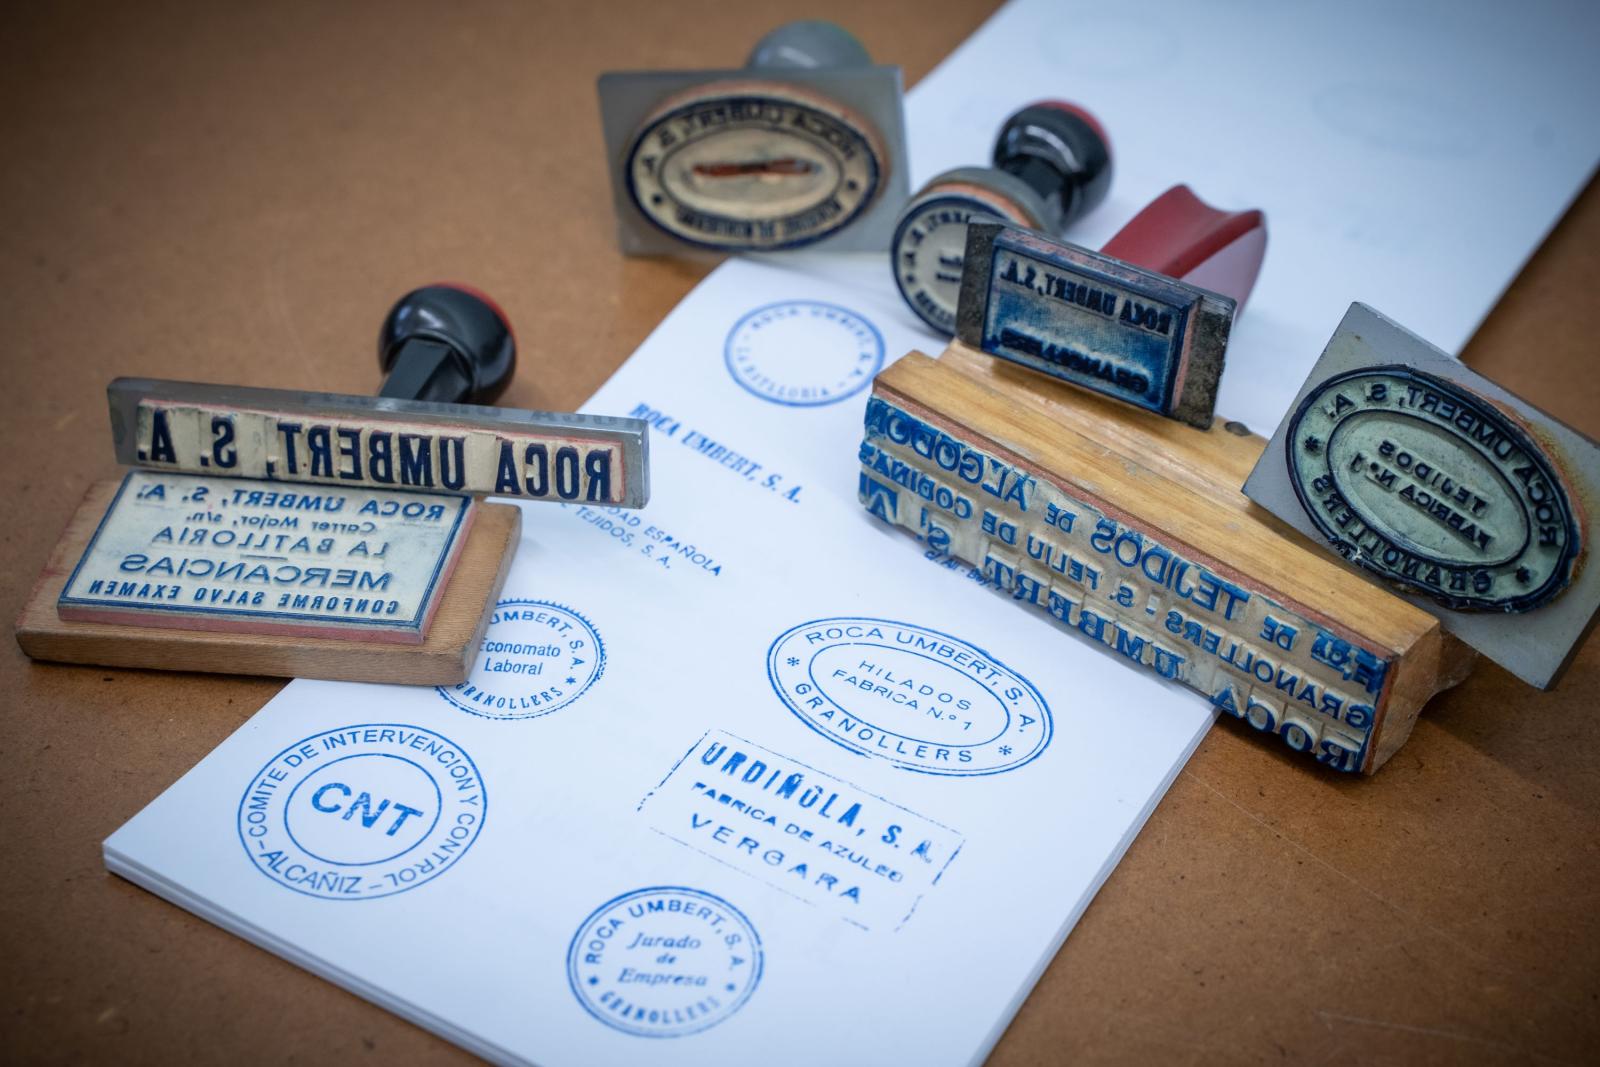 ROCA UMBERT, S. A.
ROCA UMBERT, S. A.
GRANOLLERS
ROCA UMBERT, S. A.
LA BATLLORIA
ROCA UMBERT, S. A.
ESPAÑOLA
TEJIDOS, S. A.
ROCA UMBERT, S. A.
ROCA UMBERT, S. A.
Carrer Major, s/n.
LA BATLLORIA
MERCANCIAS
CONFORME SALVO EXAMEN
Fca. DE TEJIDOS DE ALGODON
GRANOLLERS · S. FELIU DE CODINAS
ROCA UMBERT, S.
ROCA UMBERT, S. A.
TEJIDOS
FABRICA N.º 1
GRANOLLERS
UMBERT, S. A.
Economato
Laboral
GRANOLLERS
ROCA UMBERT, S. A.
HILADOS
FABRICA N.º 1
GRANOLLERS
COMITE DE INTERVENCION Y CONTROL
CNT
-ALCAÑIZ-
URDIÑOLA, S. A.
FABRICA DE AZULEO
VERGARA
ROCA UMBERT, S. A.
Jurado
de
Empresa
GRANOLLERS